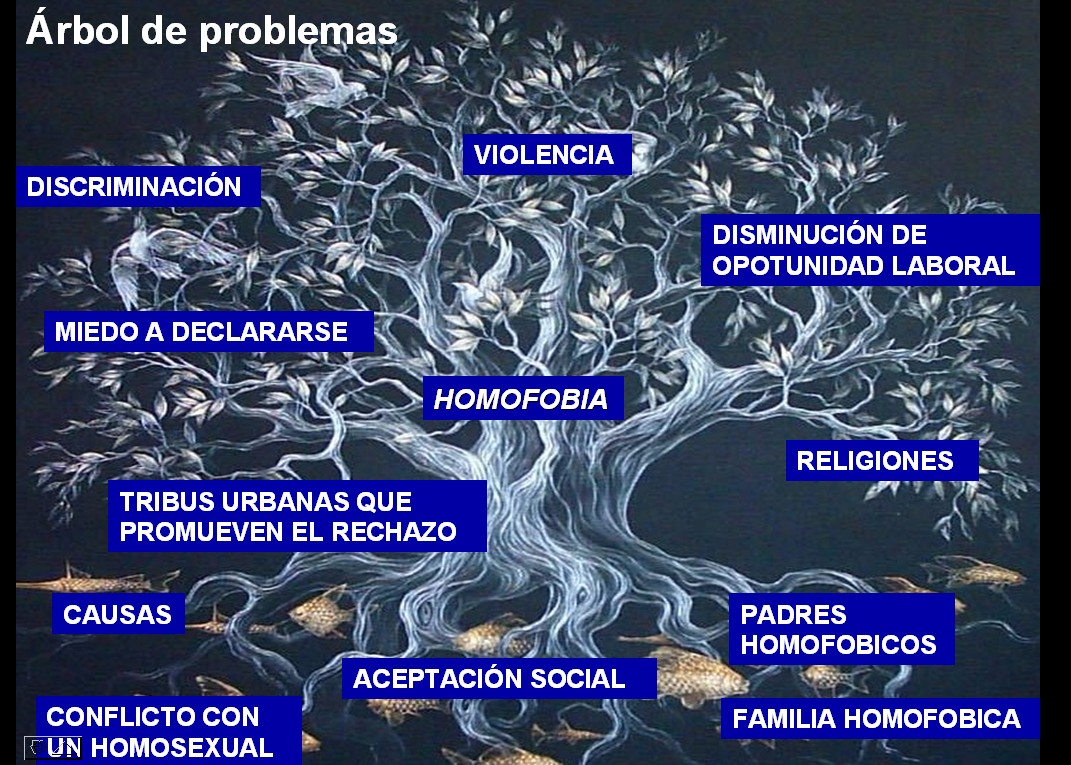 Árbol de problemas
VIOLENCIA
DISCRIMINACIÓN
DISMINUCIÓN DE
OPOTUNIDAD LABORAL
MIEDO A DECLARARSE
HOMOFOBIA
RELIGIONES
TRIBUS URBANAS QUE
PROMUEVEN EL RECHAZO
CAUSAS
PADRES
HOMOFOBICOS
ACEPTACIÓN SOCIAL
CONFLICTO CON
UN HOMOSEXUAL
FAMILIA HOMOFOBICA